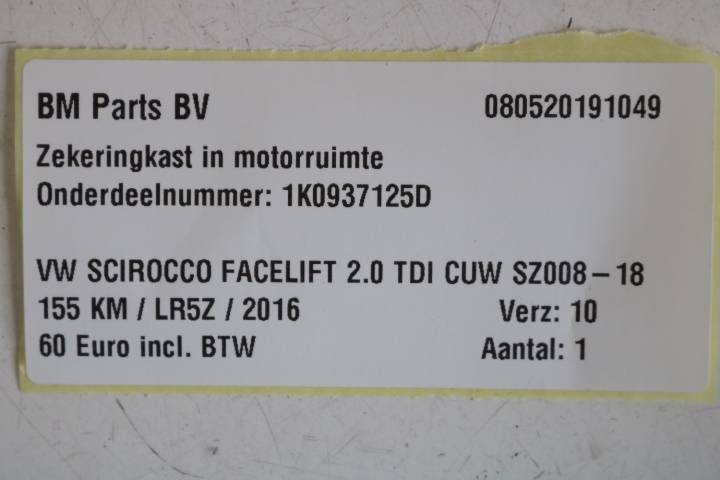 BM Parts BV 080520191049
Zekeringkast in motorruimte
Onderdeelnummer: 1K0937125D
VW SCIROCCO FACELIFT 2.0 TDI CUW SZ008-18
155 KM / LR5Z / 2016 Verz: 10
60 Euro incl. BTW Aantal: 1